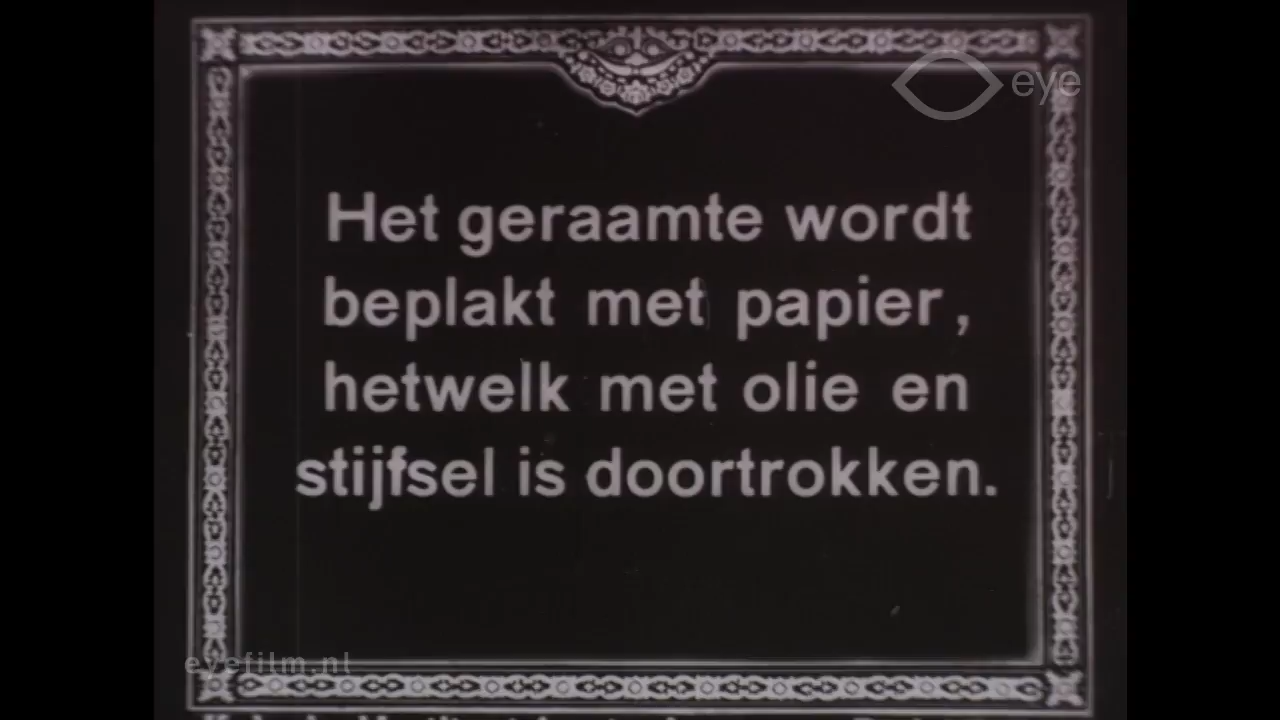 eye
Het geraamte wordt
beplakt met papier,
hetwelk met olie en
stijfsel is doortrokken.
eyefilm.nl